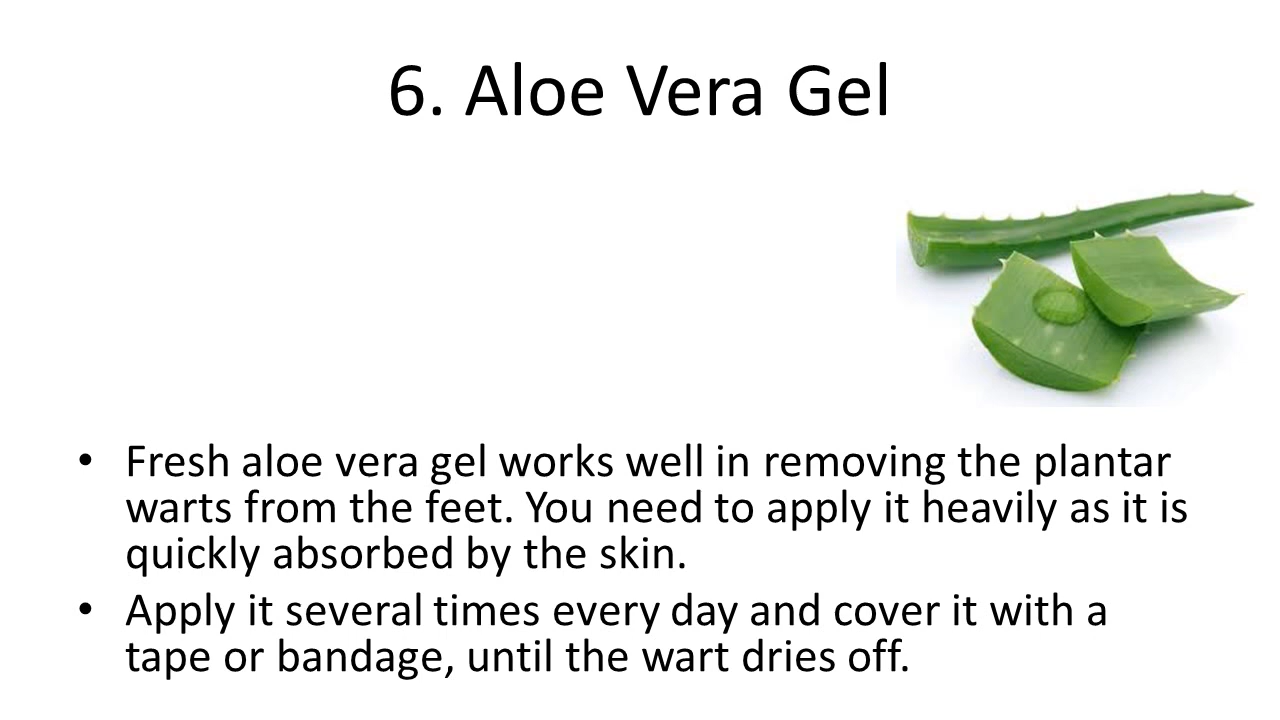 6. Aloe Vera Gel
• Fresh aloe vera gel works well in removing the plantar
warts from the feet. You need to apply it heavily as it is
quickly absorbed by the skin.
• Apply it several times every day and cover it with a
tape or bandage, until the wart dries off.